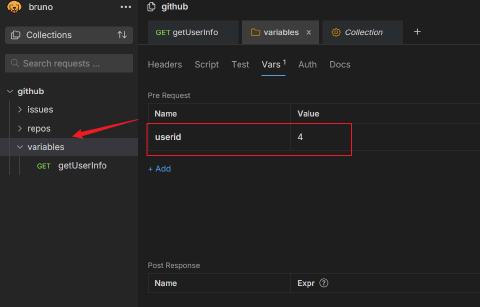 bruno
Collections
Search requests ...
github
issues
repos
variables
GET getUserInfo
github
GET getUserInfo
variables
Collection
Headers Script Test Vars 1 Auth Docs
Pre Request
Name Value
userid 4
+ Add
Post Response
Name Expr